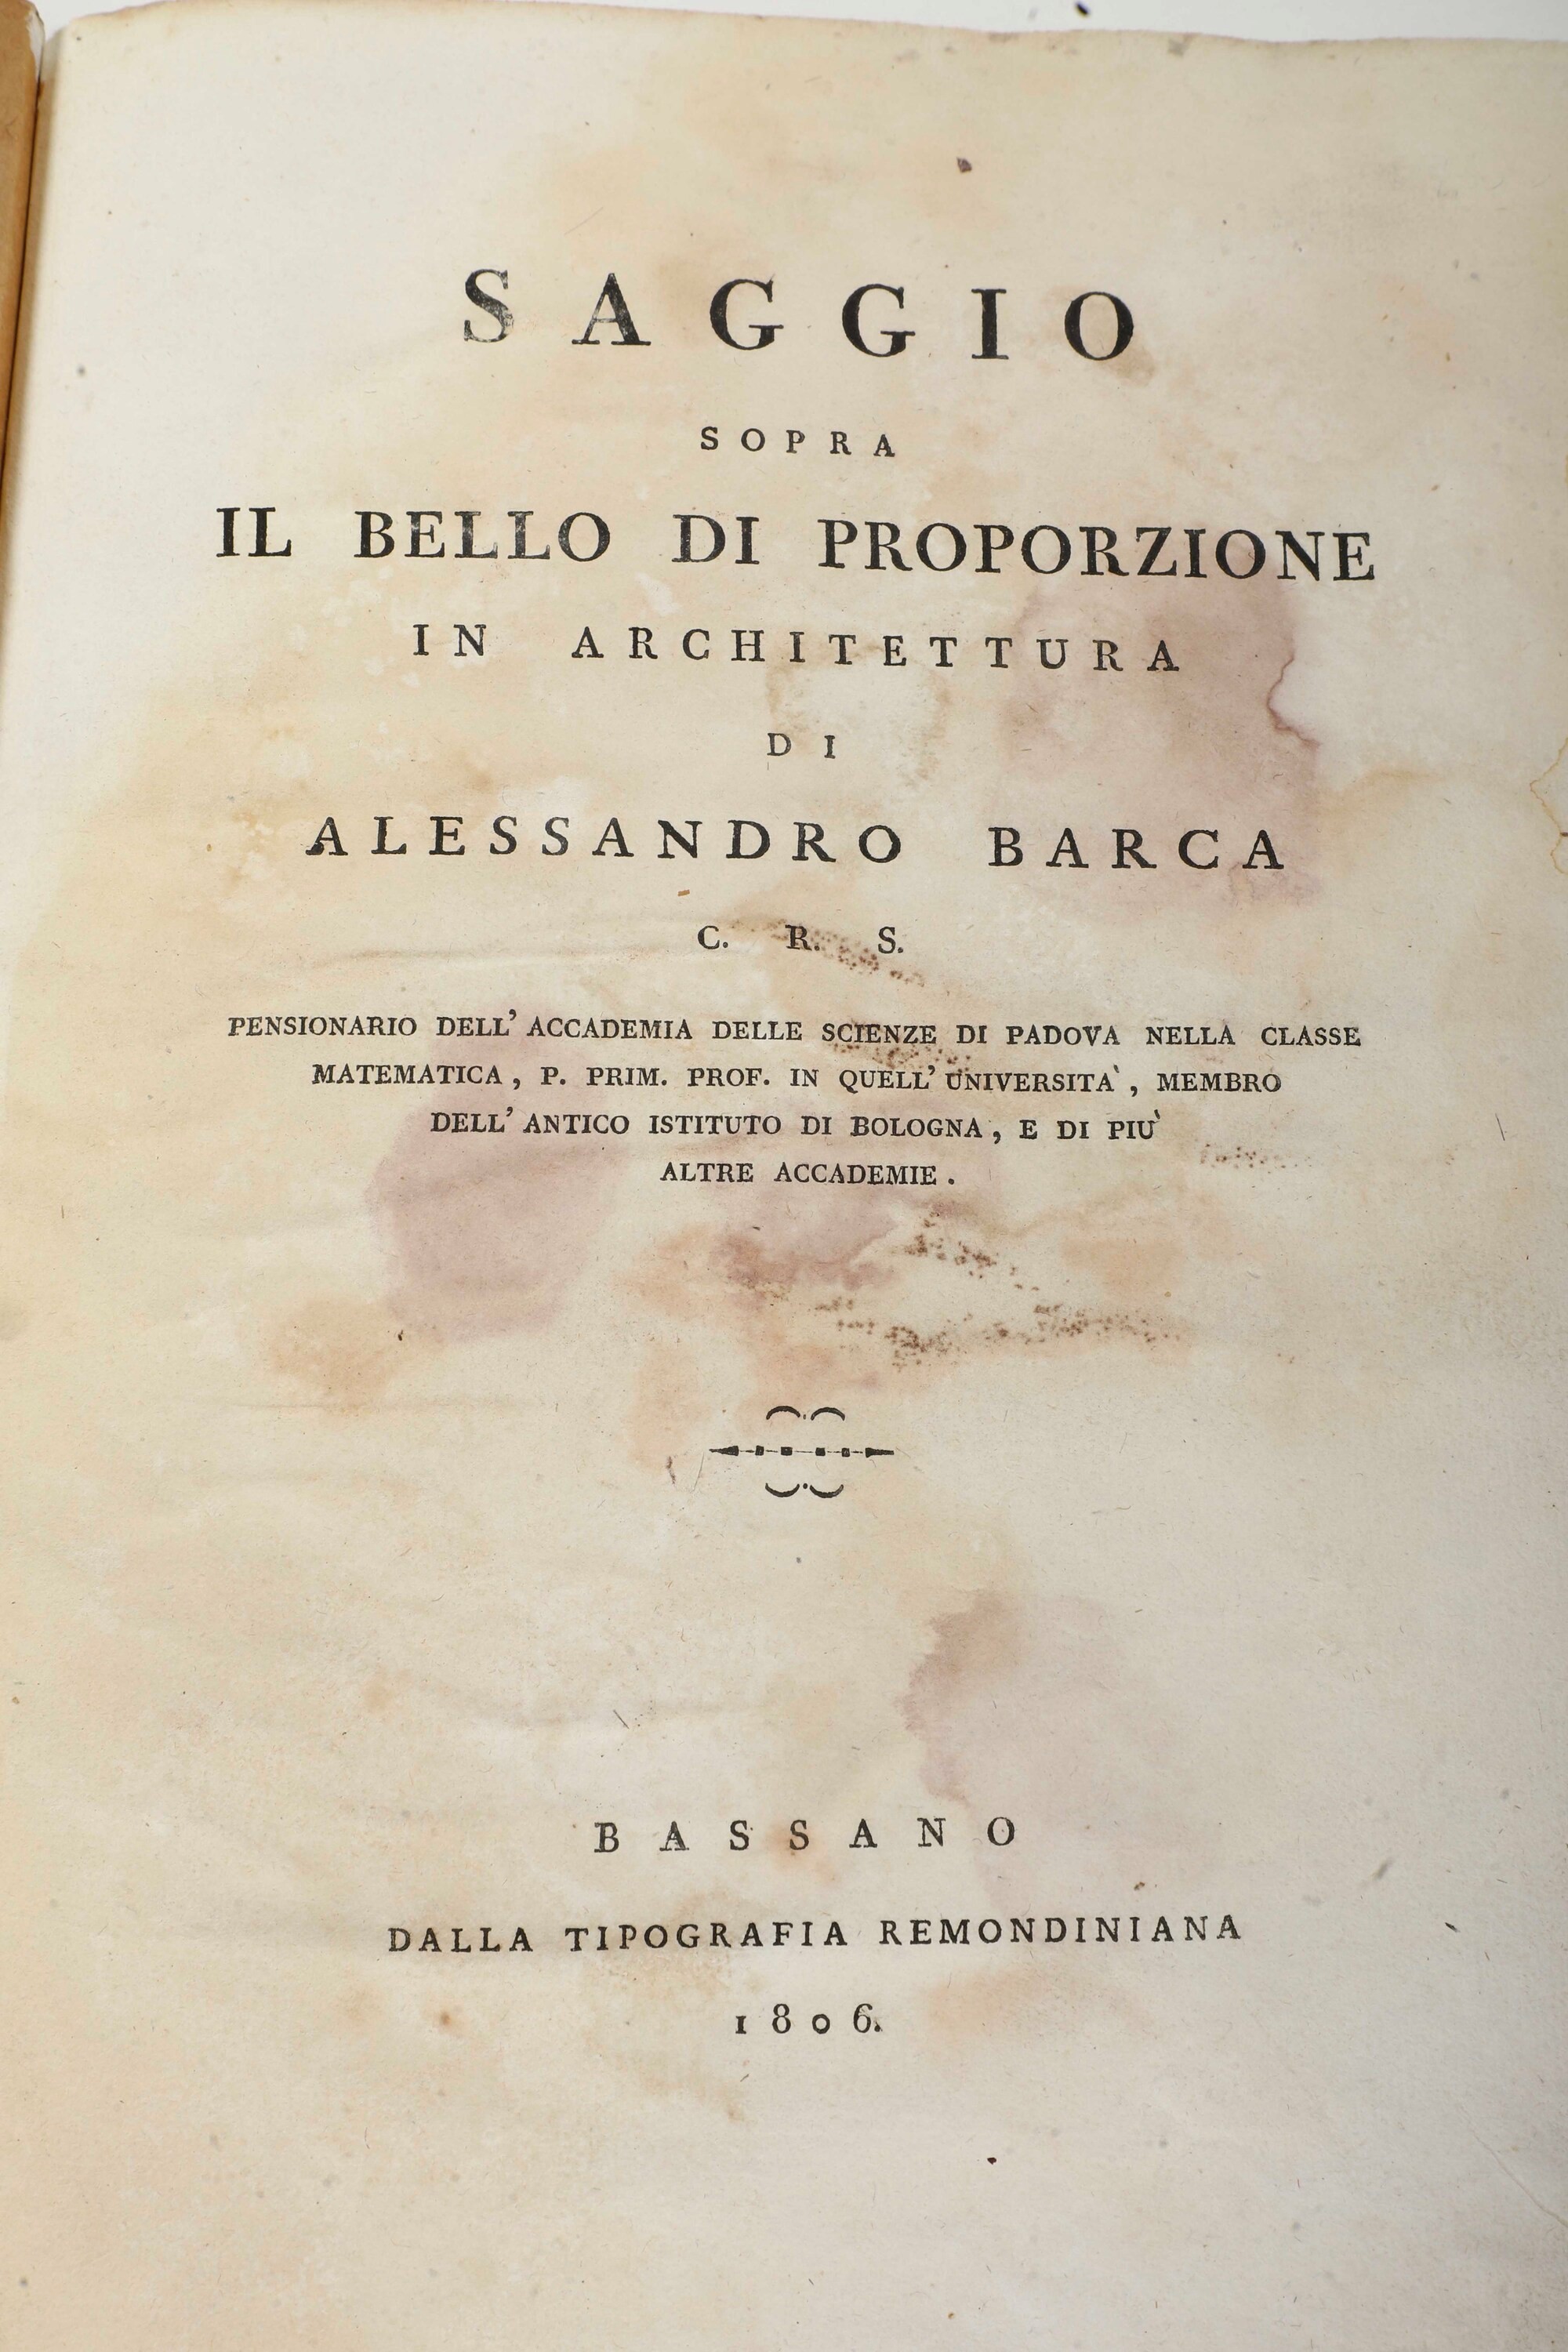 SAGGIO
SOPRA
IL BELLO DI PROPORZIONE
IN ARCHITETTURA
DI
ALESSANDRO BARCA
C. R. S.
PENSIONARIO DELL' ACCADEMIA DELLE SCIENZE DI PADOVA NELLA CLASSE
MATEMATICA, P. PRIM. PROF. IN QUELL' UNIVERSITA', MEMBRO
DELL' ANTICO ISTITUTO DI BOLOGNA, E DI PIU'
ALTRE ACCADEMIE.
BASSANO
DALLA TIPOGRAFIA REMONDINIANA
1806.